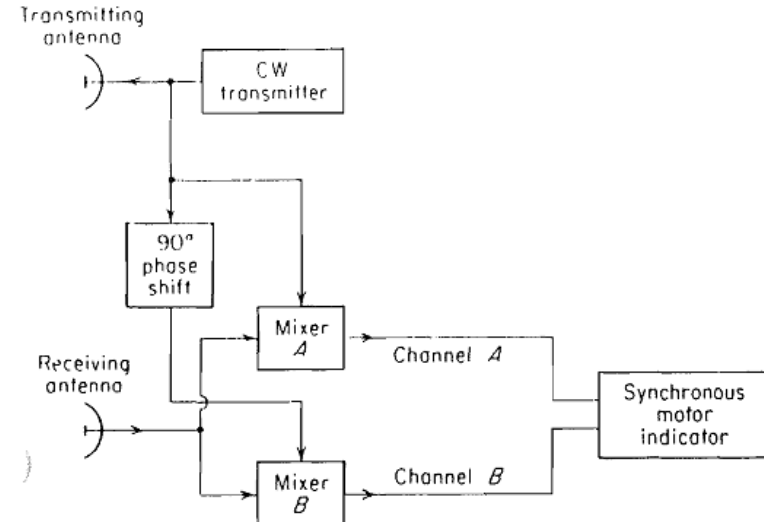 Transmitting
antenna
CW
transmitter
90°
phase
shift
Mixer
A
Channel A
Receiving
antenna
Synchronous
motor
indicator
Mixer
B
Channel B